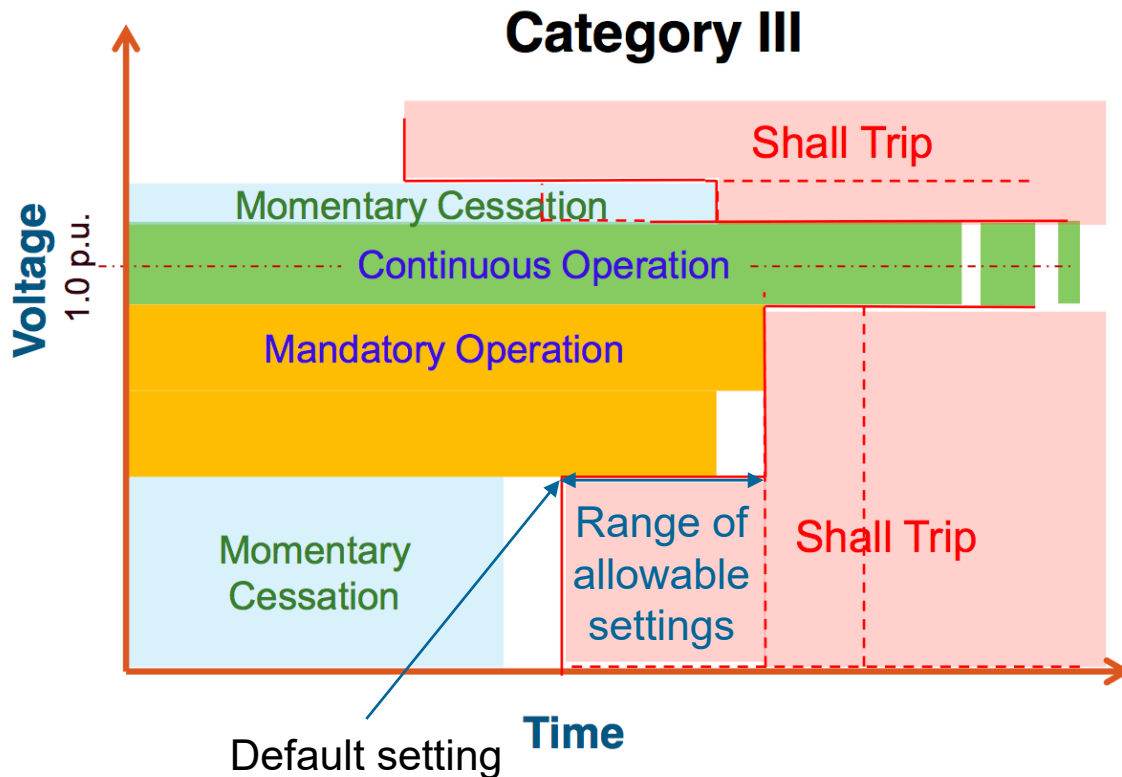 Category III
Shall Trip
Momentary Cessation
Voltage
1.0 p.u.
Continuous Operation
Mandatory Operation
Momentary
Cessation
Range of
allowable
settings
Shall Trip
Default setting
Time